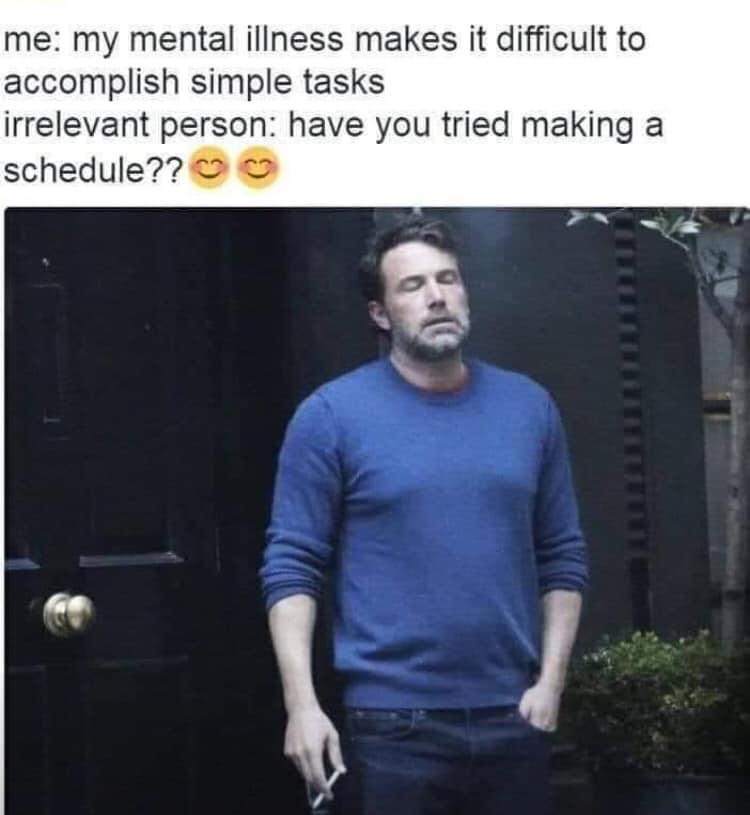 me: my mental illness makes it difficult to
accomplish simple tasks
irrelevant person: have you tried making a
schedule??😊😊